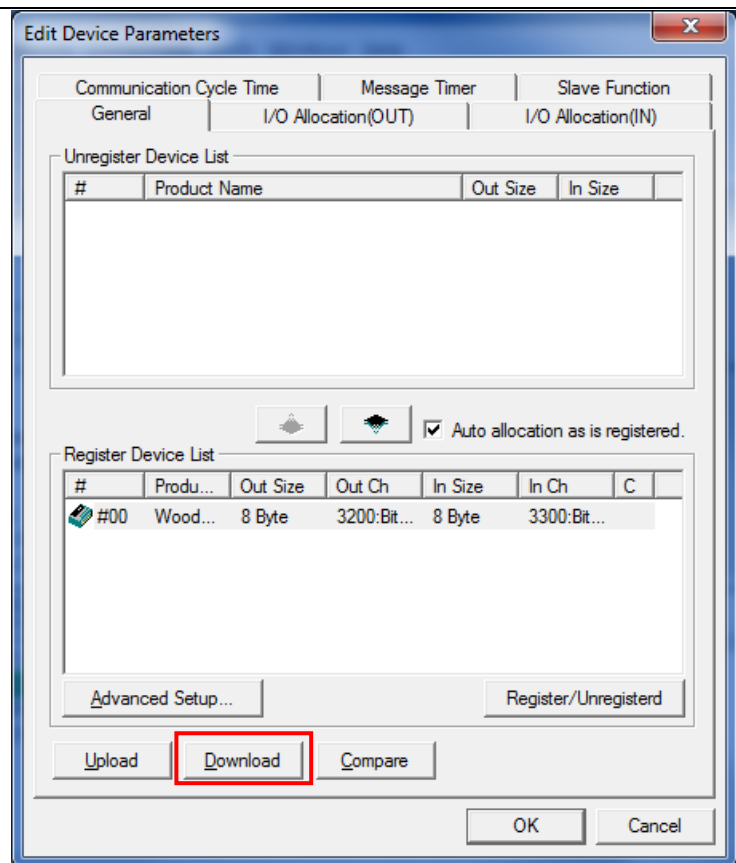 Edit Device Parameters
X
Communication Cycle Time Message Timer Slave Function
General I/O Allocation(OUT) I/O Allocation(IN)
Unregister Device List
# Product Name Out Size In Size
Auto allocation as is registered.
Register Device List
# Produ... Out Size Out Ch In Size In Ch C
#00 Wood... 8 Byte 3200:Bit... 8 Byte 3300:Bit...
Advanced Setup... Register/Unregisterd
Upload Download Compare
OK Cancel